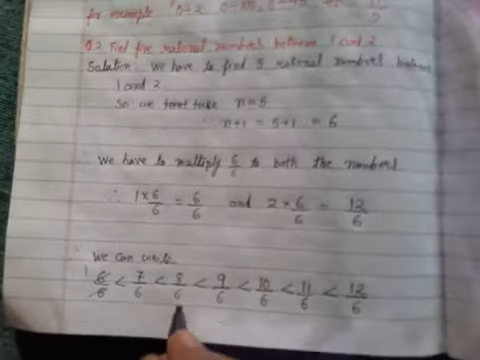 for example
Q.2 Find five rational numbers between 1 and 2
Solution: We have to find 5 rational numbers between
1 and 2.
So we take n = 5
∴ n+1 = 5+1 = 6
We have to multiply 6/6 to both the numbers
∴ 1×6/6 = 6/6 and 2×6/6 = 12/6
∴ We can write
1 6/6 < 7/6 < 8/6 < 9/6 < 10/6 < 11/6 < 12/6